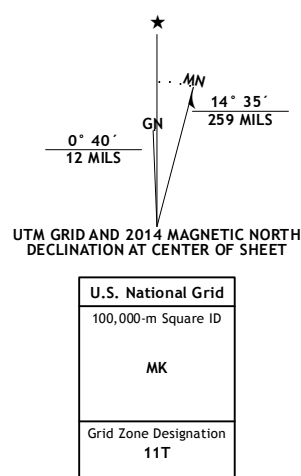 ★
MN
GN
14° 35´
259 MILS
0° 40´
12 MILS
UTM GRID AND 2014 MAGNETIC NORTH
DECLINATION AT CENTER OF SHEET
U.S. National Grid
100,000-m Square ID
MK
Grid Zone Designation
11T